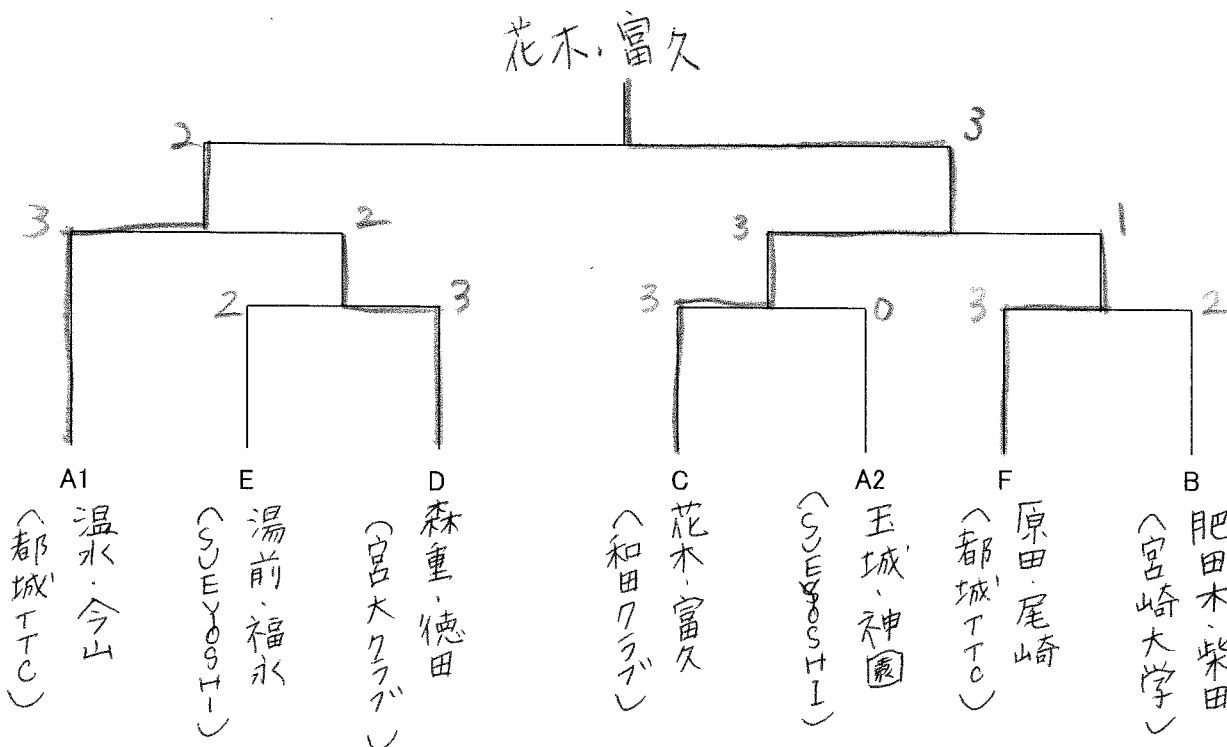 花木・富久
2
3
3
2
3
1
2
3
3
0
3
2
A1
E
D
C
A2
F
B
温水・今山
(都城TTC)
湯前・福永
(SUEYOSHI)
森重・徳田
(宮大クラブ)
花木・富久
(和田クラブ)
玉城・神園
(SUEYOSHI)
原田・尾崎
(都城TTC)
肥田木・柴田
(宮崎大学)